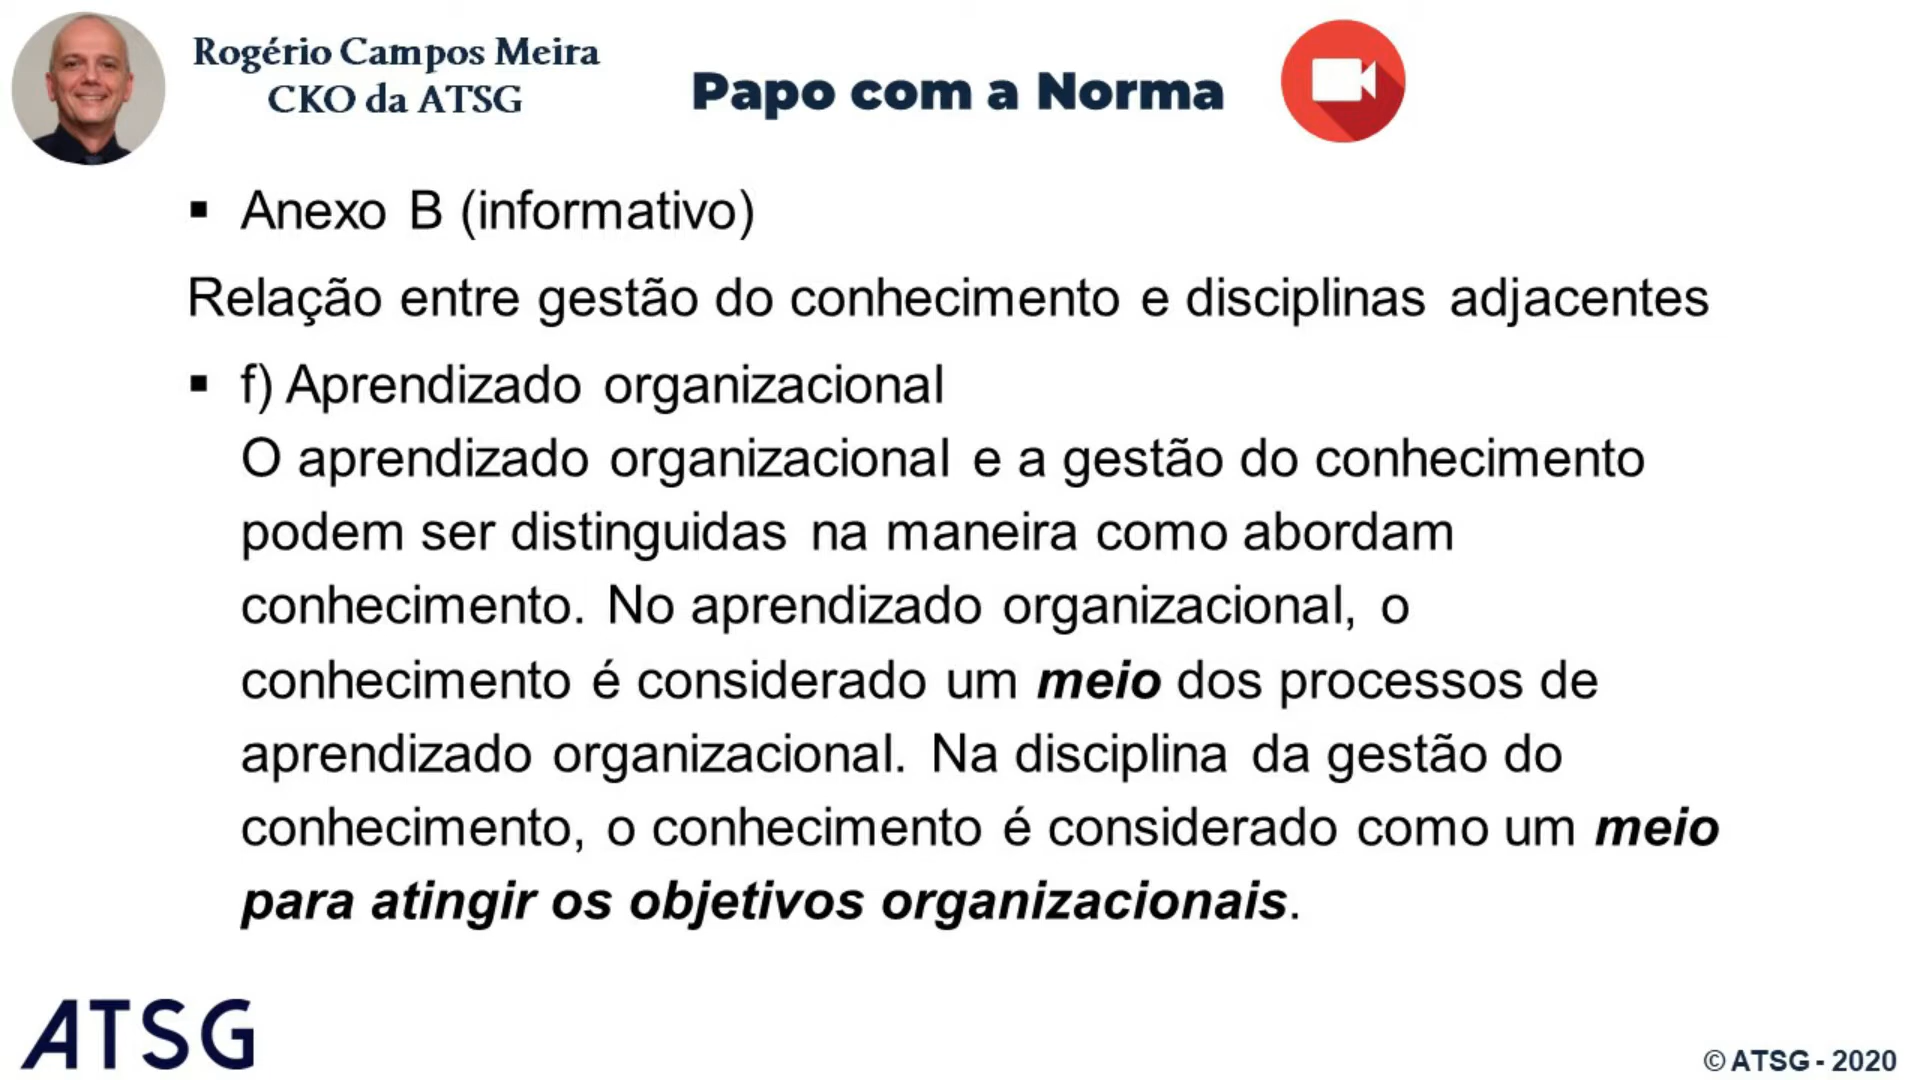 Rogério Campos Meira
CKO da ATSG
Papo com a Norma
▪ Anexo B (informativo)
Relação entre gestão do conhecimento e disciplinas adjacentes
▪ f) Aprendizado organizacional
O aprendizado organizacional e a gestão do conhecimento
podem ser distinguidas na maneira como abordam
conhecimento. No aprendizado organizacional, o
conhecimento é considerado um meio dos processos de
aprendizado organizacional. Na disciplina da gestão do
conhecimento, o conhecimento é considerado como um meio
para atingir os objetivos organizacionais.
ATSG
© ATSG - 2020